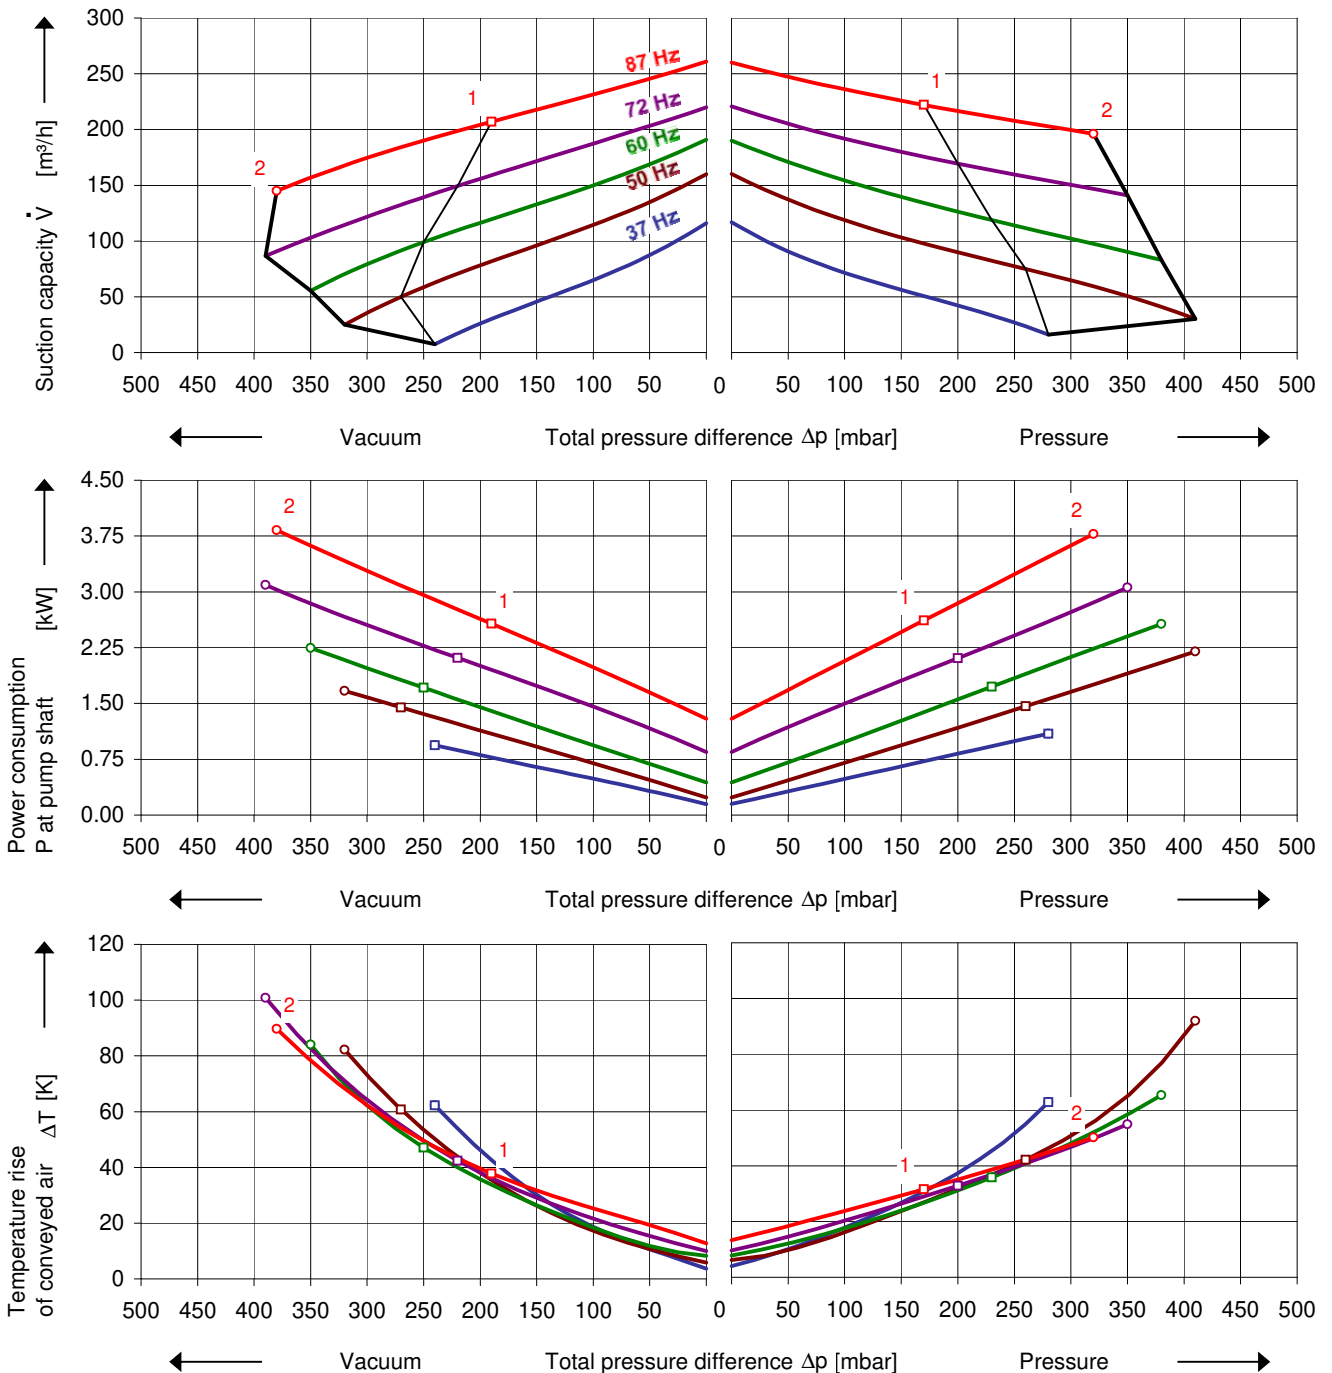 300
250
200
150
100
50
0
Suction capacity V̇ [m³/h]
87 Hz
72 Hz
60 Hz
50 Hz
37 Hz
1
2
1
2
500 450 400 350 300 250 200 150 100 50 0 50 100 150 200 250 300 350 400 450 500
Vacuum Total pressure difference Δp [mbar] Pressure
4.50
3.75
3.00
2.25
1.50
0.75
0.00
Power consumption
P at pump shaft [kW]
2
1
1
2
500 450 400 350 300 250 200 150 100 50 0 50 100 150 200 250 300 350 400 450 500
Vacuum Total pressure difference Δp [mbar] Pressure
120
100
80
60
40
20
0
Temperature rise
of conveyed air ΔT [K]
2
1
1
2
500 450 400 350 300 250 200 150 100 50 0 50 100 150 200 250 300 350 400 450 500
Vacuum Total pressure difference Δp [mbar] Pressure